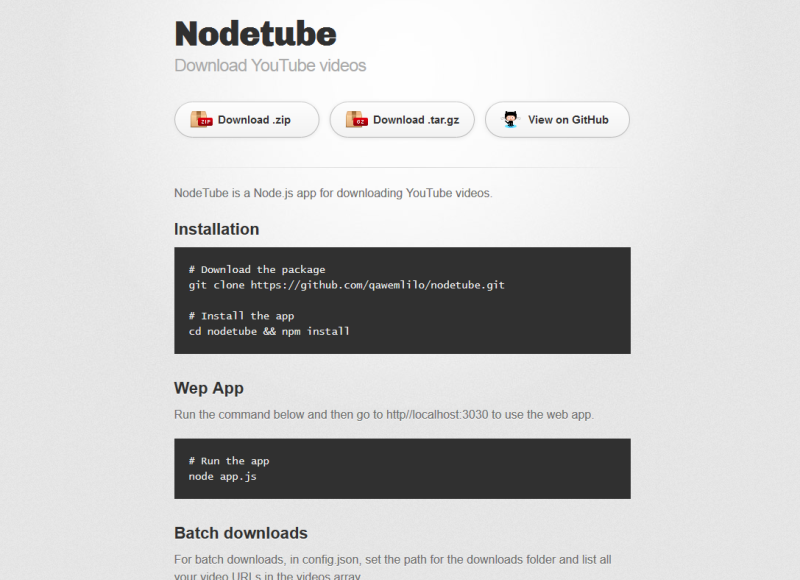 Nodetube
Download YouTube videos
Download .zip
Download .tar.gz
View on GitHub
NodeTube is a Node.js app for downloading YouTube videos.
Installation
# Download the package
git clone https://github.com/qawemlilo/nodetube.git
# Install the app
cd nodetube && npm install
Wep App
Run the command below and then go to http//localhost:3030 to use the web app.
# Run the app
node app.js
Batch downloads
For batch downloads, in config.json, set the path for the downloads folder and list all
your video URLs in the videos array